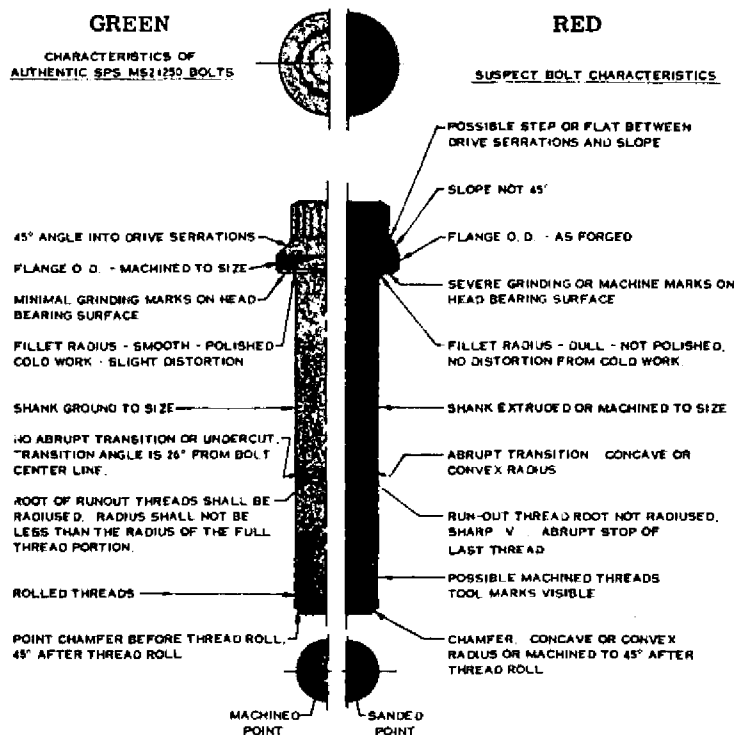 GREEN
CHARACTERISTICS OF
AUTHENTIC SPS MS21250 BOLTS
45° ANGLE INTO DRIVE SERRATIONS
FLANGE O.D. - MACHINED TO SIZE
MINIMAL GRINDING MARKS ON HEAD
BEARING SURFACE
FILLET RADIUS - SMOOTH - POLISHED
COLD WORK - SLIGHT DISTORTION
SHANK GROUND TO SIZE
NO ABRUPT TRANSITION OR UNDERCUT,
TRANSITION ANGLE IS 26° FROM BOLT
CENTER LINE.
ROOT OF RUNOUT THREADS SHALL BE
RADIUSED. RADIUS SHALL NOT BE
LESS THAN THE RADIUS OF THE FULL
THREAD PORTION.
ROLLED THREADS
POINT CHAMFER BEFORE THREAD ROLL,
45° AFTER THREAD ROLL
MACHINED
POINT
RED
SUSPECT BOLT CHARACTERISTICS
POSSIBLE STEP OR FLAT BETWEEN
DRIVE SERRATIONS AND SLOPE
SLOPE NOT 45°
FLANGE O.D. - AS FORGED
SEVERE GRINDING OR MACHINE MARKS ON
HEAD BEARING SURFACE
FILLET RADIUS - DULL - NOT POLISHED,
NO DISTORTION FROM COLD WORK.
SHANK EXTRUDED OR MACHINED TO SIZE
ABRUPT TRANSITION CONCAVE OR
CONVEX RADIUS
RUN-OUT THREAD ROOT NOT RADIUSED,
SHARP V ABRUPT STOP OF
LAST THREAD
POSSIBLE MACHINED THREADS
TOOL MARKS VISIBLE
CHAMFER, CONCAVE OR CONVEX
RADIUS OR MACHINED TO 45° AFTER
THREAD ROLL
SANDED
POINT